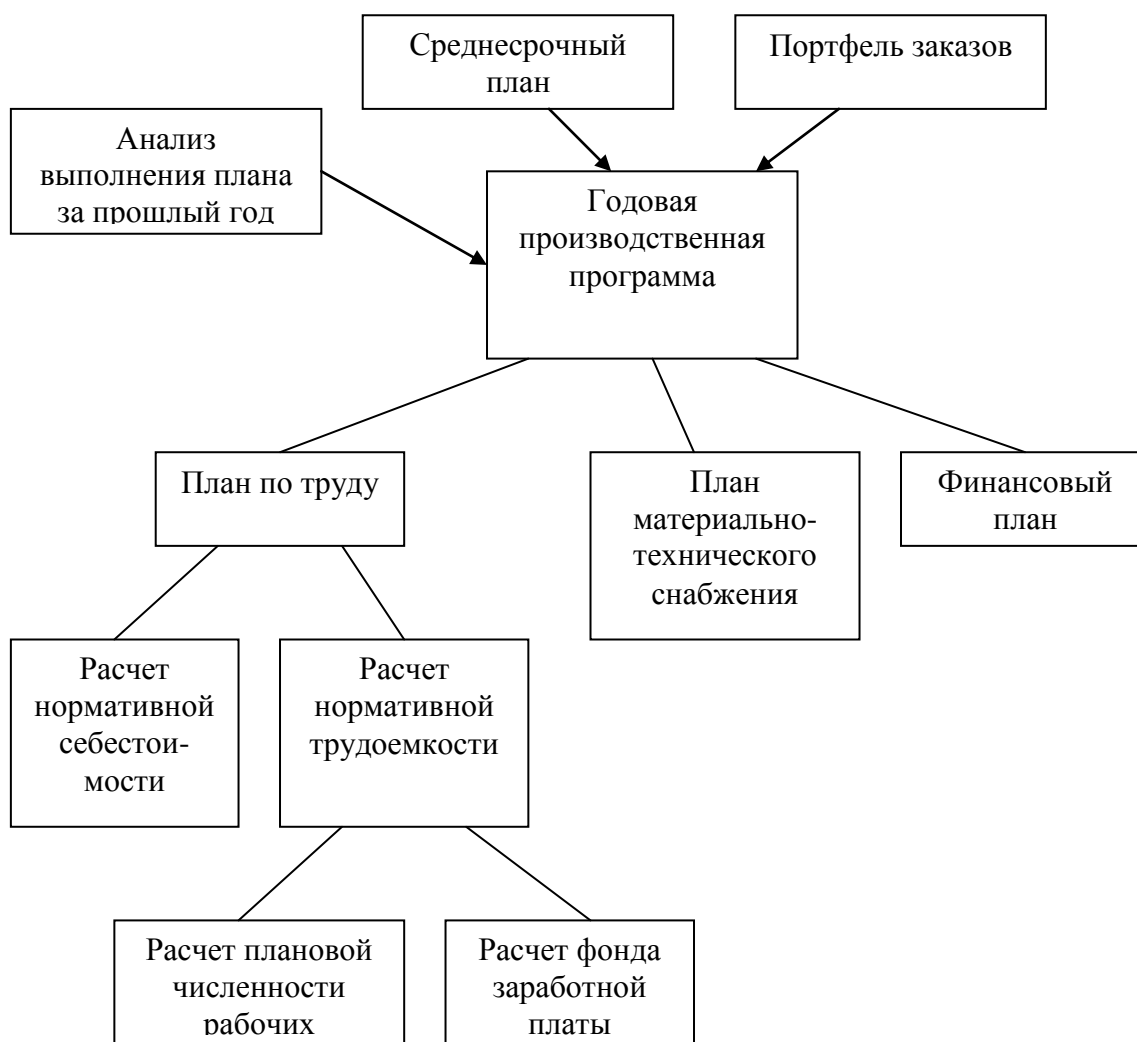 Среднесрочный
план
Портфель заказов
Анализ
выполнения плана
за прошлый год
Годовая
производственная
программа
План по труду
План
материально-
технического
снабжения
Финансовый
план
Расчет
нормативной
себестои-
мости
Расчет
нормативной
трудоемкости
Расчет плановой
численности
рабочих
Расчет фонда
заработной
платы